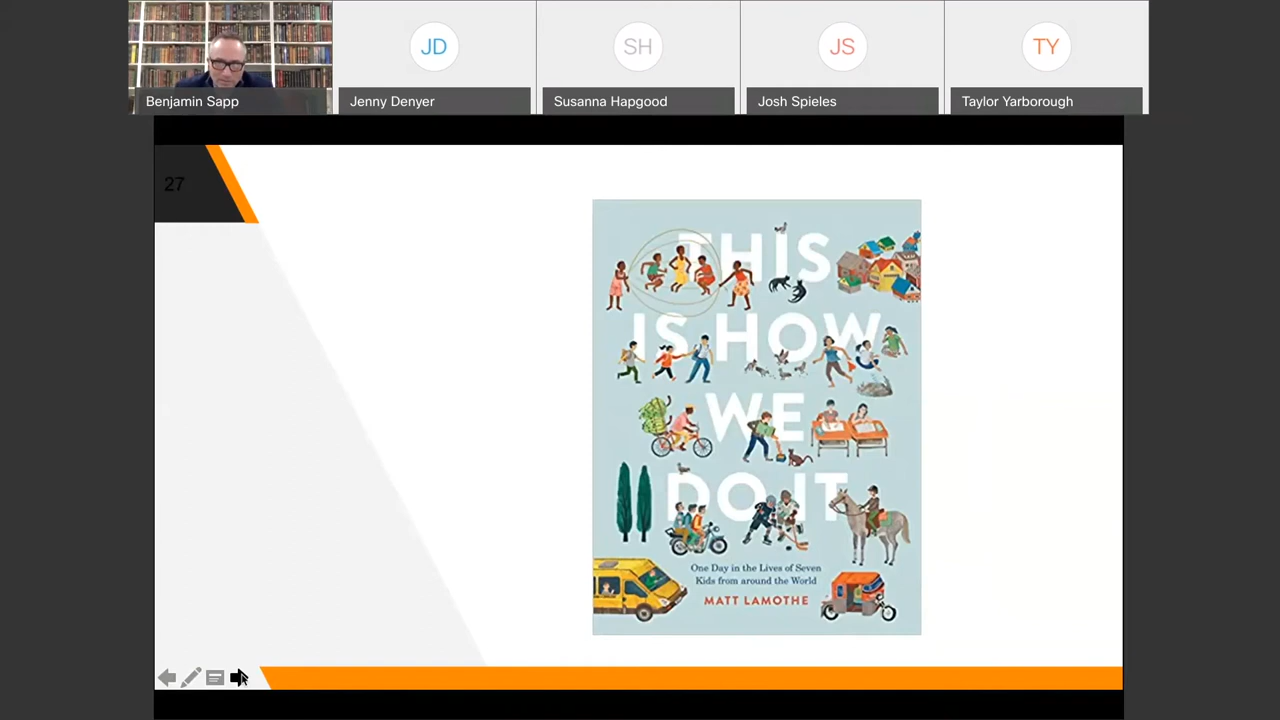 JD
SH
JS
TY
Benjamin Sapp
Jenny Denyer
Susanna Hapgood
Josh Spieles
Taylor Yarborough
27
THIS
IS HOW
WE
DO IT
One Day in the Lives of Seven
Kids from around the World
MATT LAMOTHE